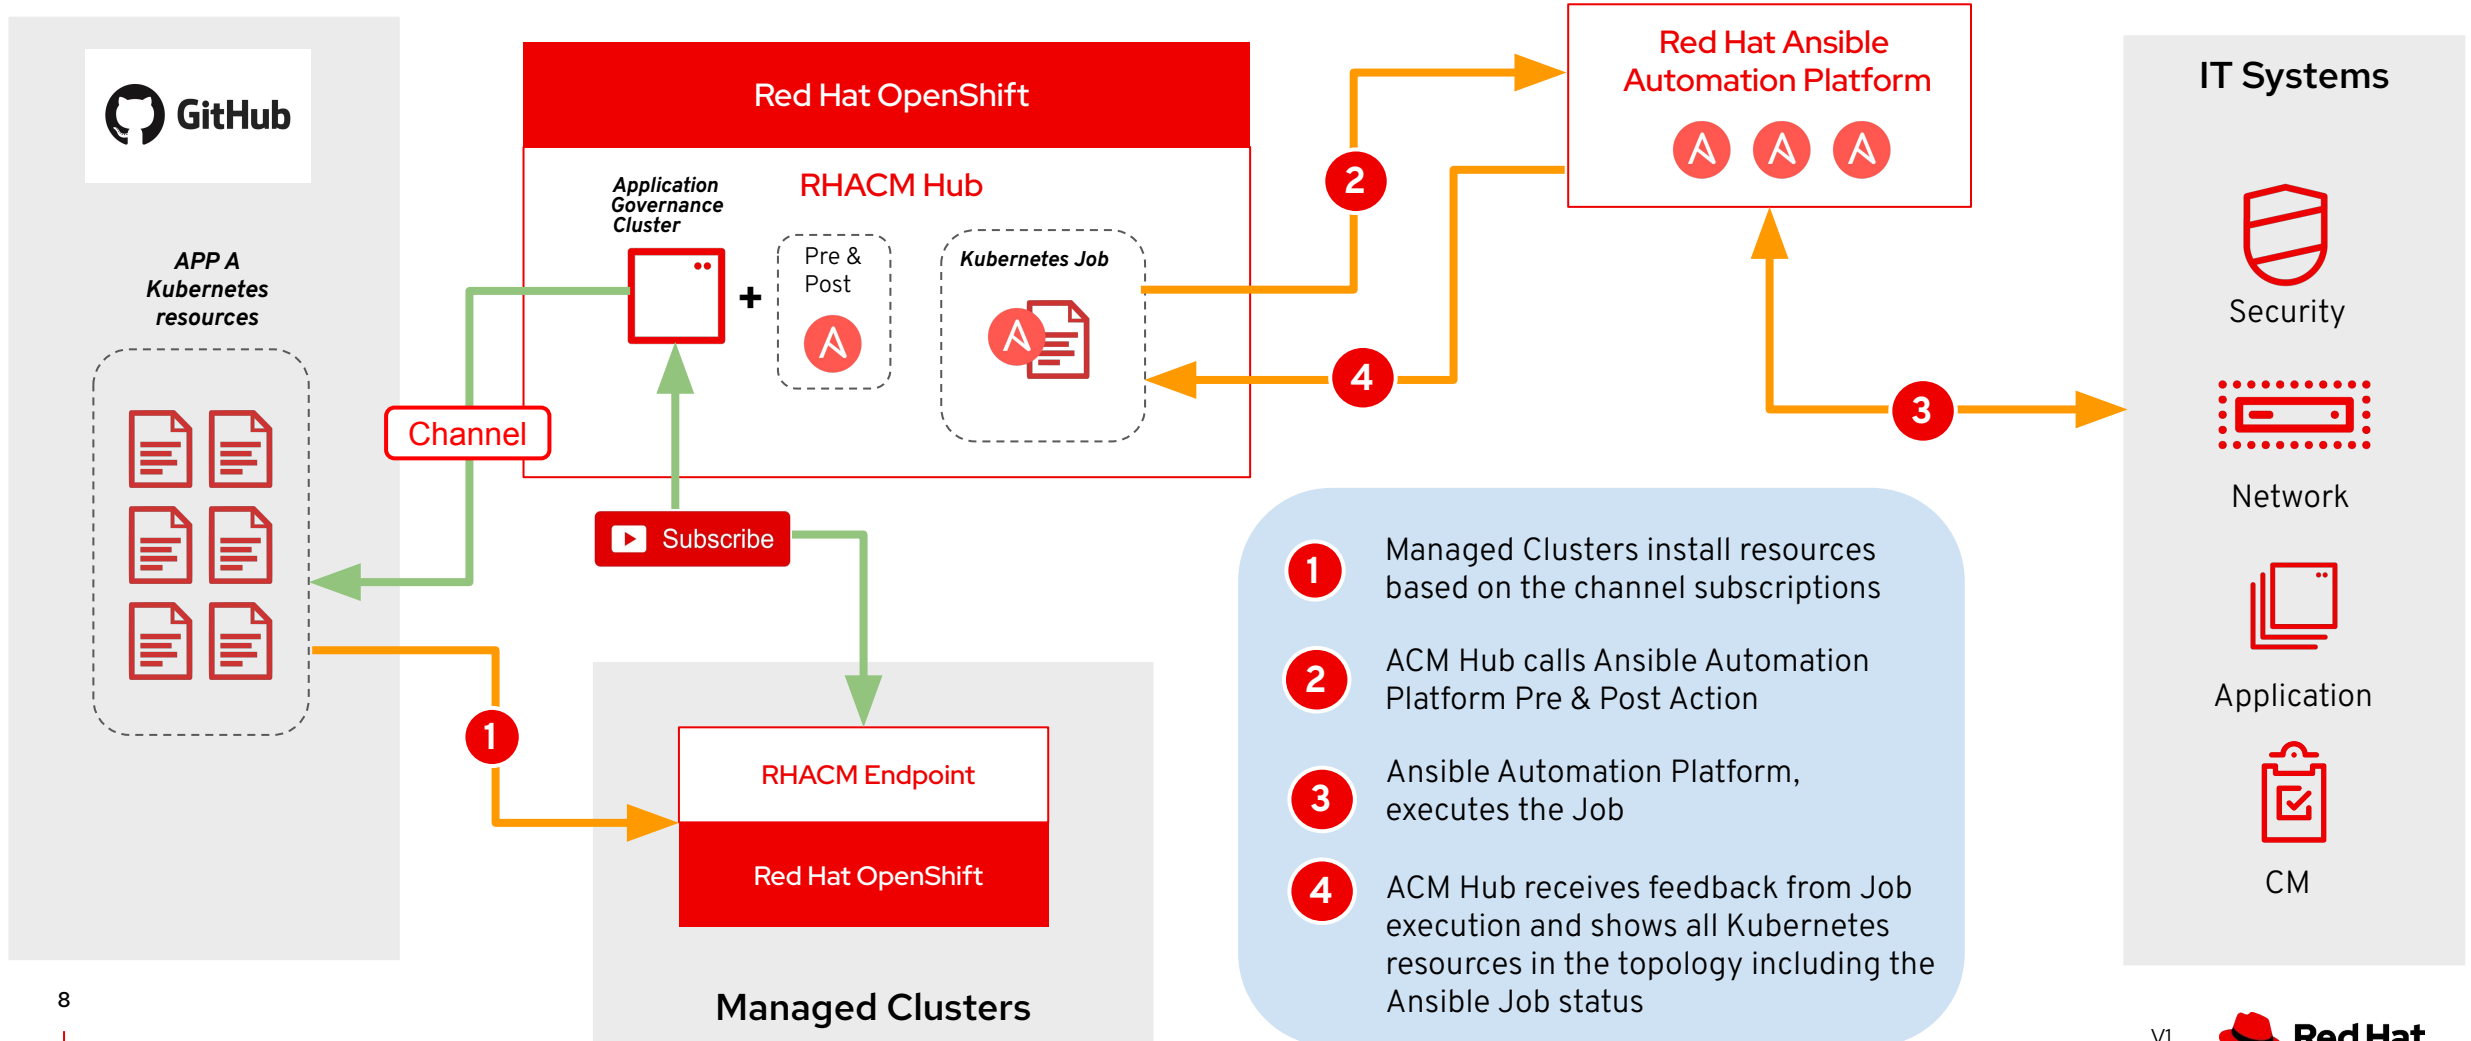 GitHub
APP A
Kubernetes
resources
Channel
Red Hat OpenShift
RHACM Hub
Application
Governance
Cluster
+
Pre &
Post
Kubernetes Job
Subscribe
1
RHACM Endpoint
Red Hat OpenShift
Managed Clusters
2
4
Red Hat Ansible
Automation Platform
3
IT Systems
Security
Network
Application
CM
1
Managed Clusters install resources
based on the channel subscriptions
2
ACM Hub calls Ansible Automation
Platform Pre & Post Action
3
Ansible Automation Platform,
executes the Job
4
ACM Hub receives feedback from Job
execution and shows all Kubernetes
resources in the topology including the
Ansible Job status
8
V1
Red Hat